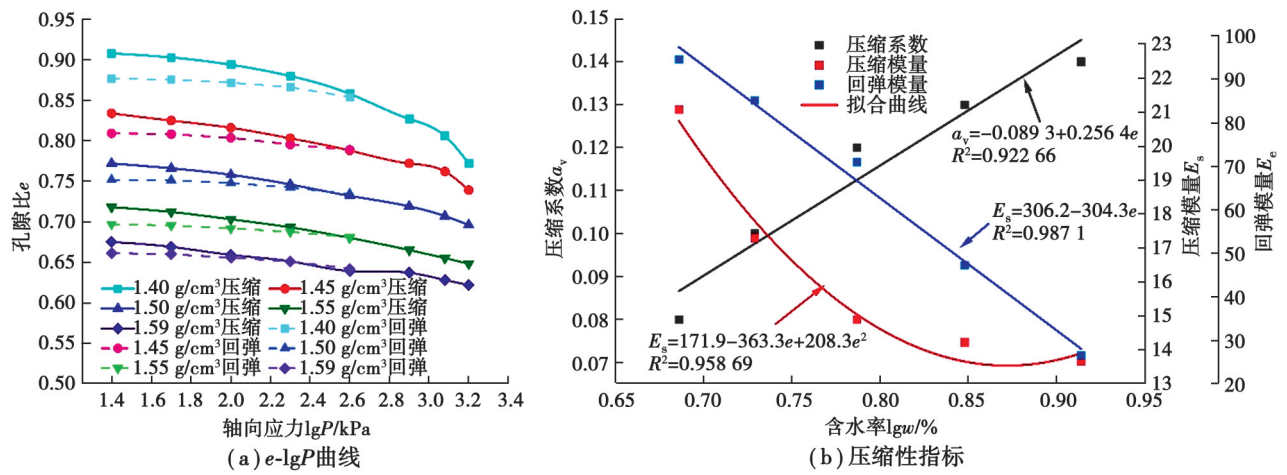 0.95
0.90
0.85
0.80
0.75
0.70
0.65
0.60
0.55
0.50
孔隙比e
1.40 g/cm³压缩
1.45 g/cm³压缩
1.50 g/cm³压缩
1.55 g/cm³压缩
1.59 g/cm³压缩
1.40 g/cm³回弹
1.45 g/cm³回弹
1.50 g/cm³回弹
1.55 g/cm³回弹
1.59 g/cm³回弹
1.4 1.6 1.8 2.0 2.2 2.4 2.6 2.8 3.0 3.2 3.4
轴向应力lgP/kPa
(a) e-lgP曲线
0.15
0.14
0.13
0.12
0.11
0.10
0.09
0.08
0.07
压缩系数aᵥ
压缩系数
压缩模量
回弹模量
拟合曲线
aᵥ=−0.089 3+0.256 4e
R²=0.922 66
Eₛ=306.2−304.3e
R²=0.987 1
Eₛ=171.9−363.3e+208.3e²
R²=0.958 69
0.65 0.70 0.75 0.80 0.85 0.90 0.95
含水率lgw/%
23
22
21
20
19
18
17
16
15
14
13
压缩模量Eₛ
100
90
80
70
60
50
40
30
20
回弹模量Eₑ
(b) 压缩性指标